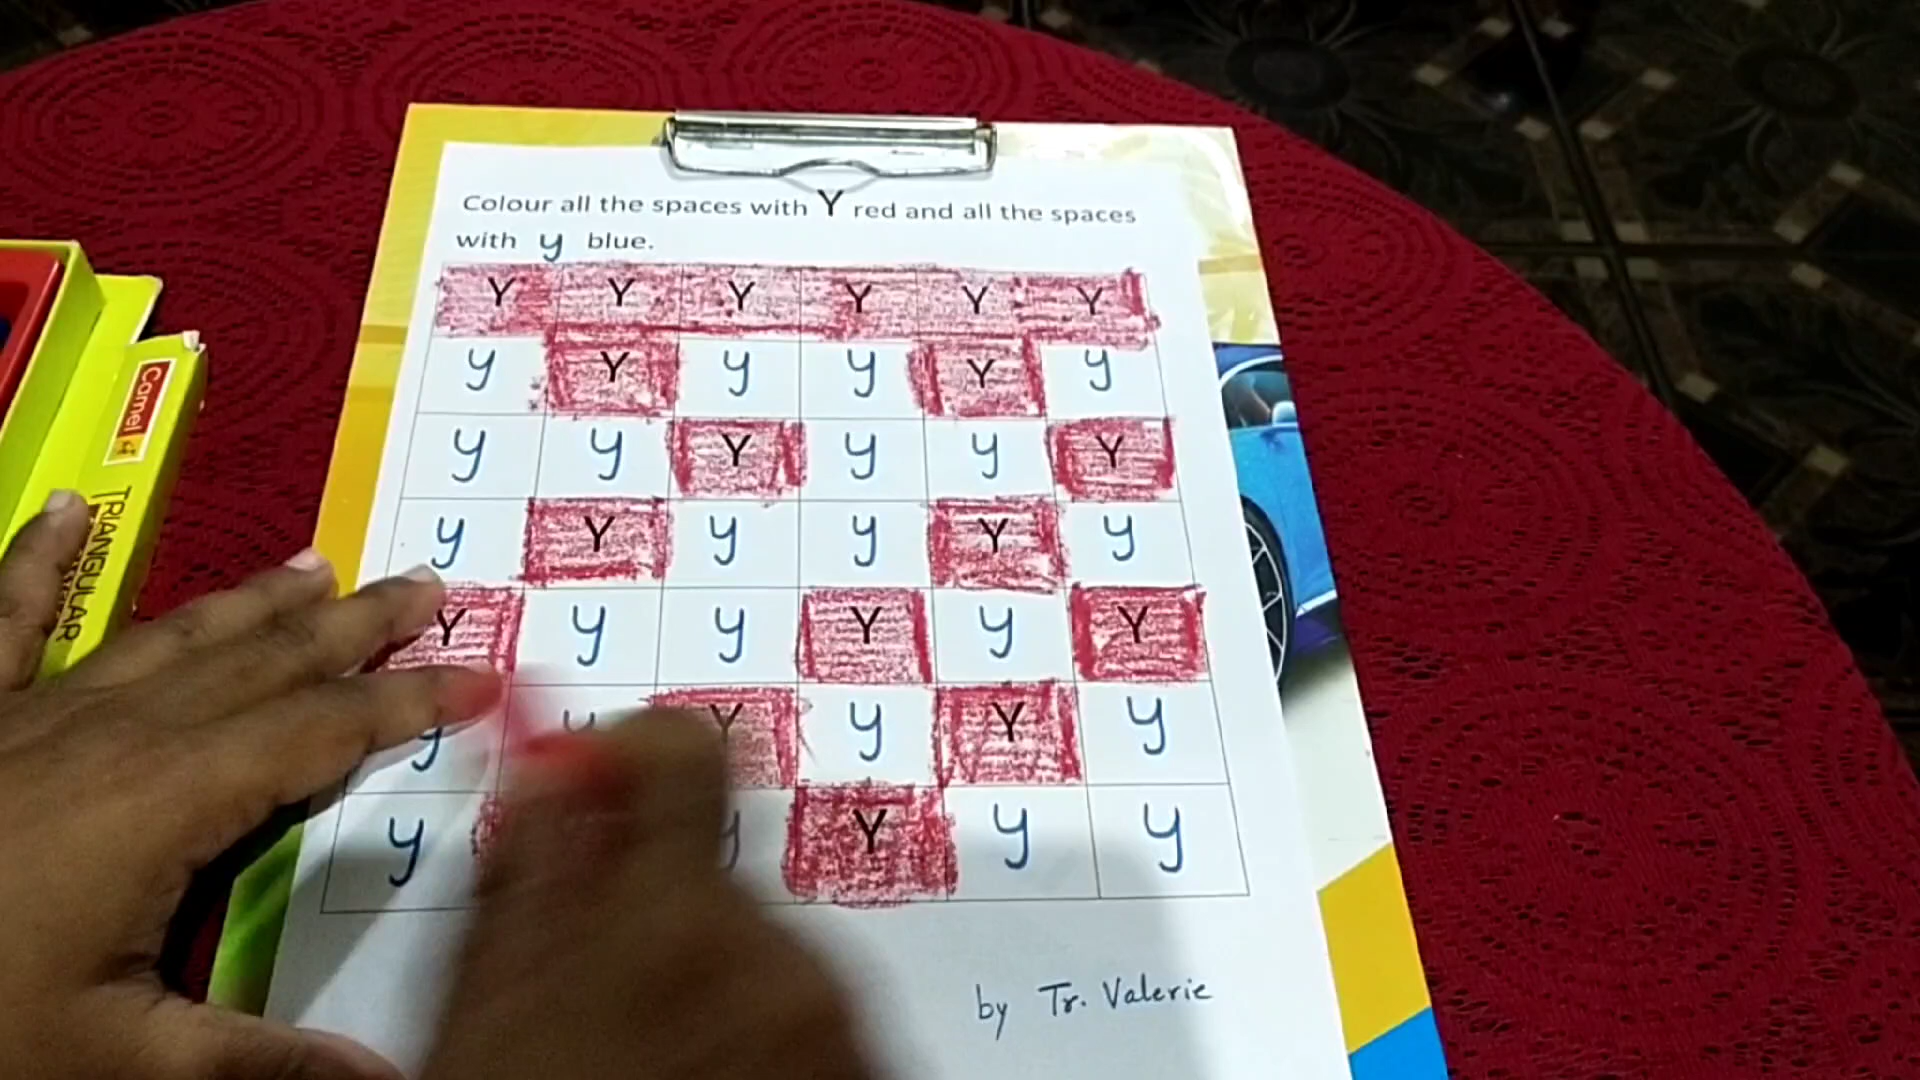 Colour all the spaces with Y red and all the spaces
with y blue.
Y Y Y Y Y Y
y Y y y Y y
y y Y y y Y
y Y y y Y y
Y y y Y y Y
y y Y y Y y
y y Y y y
by Tr. Valerie
Camel
TRIANGULAR